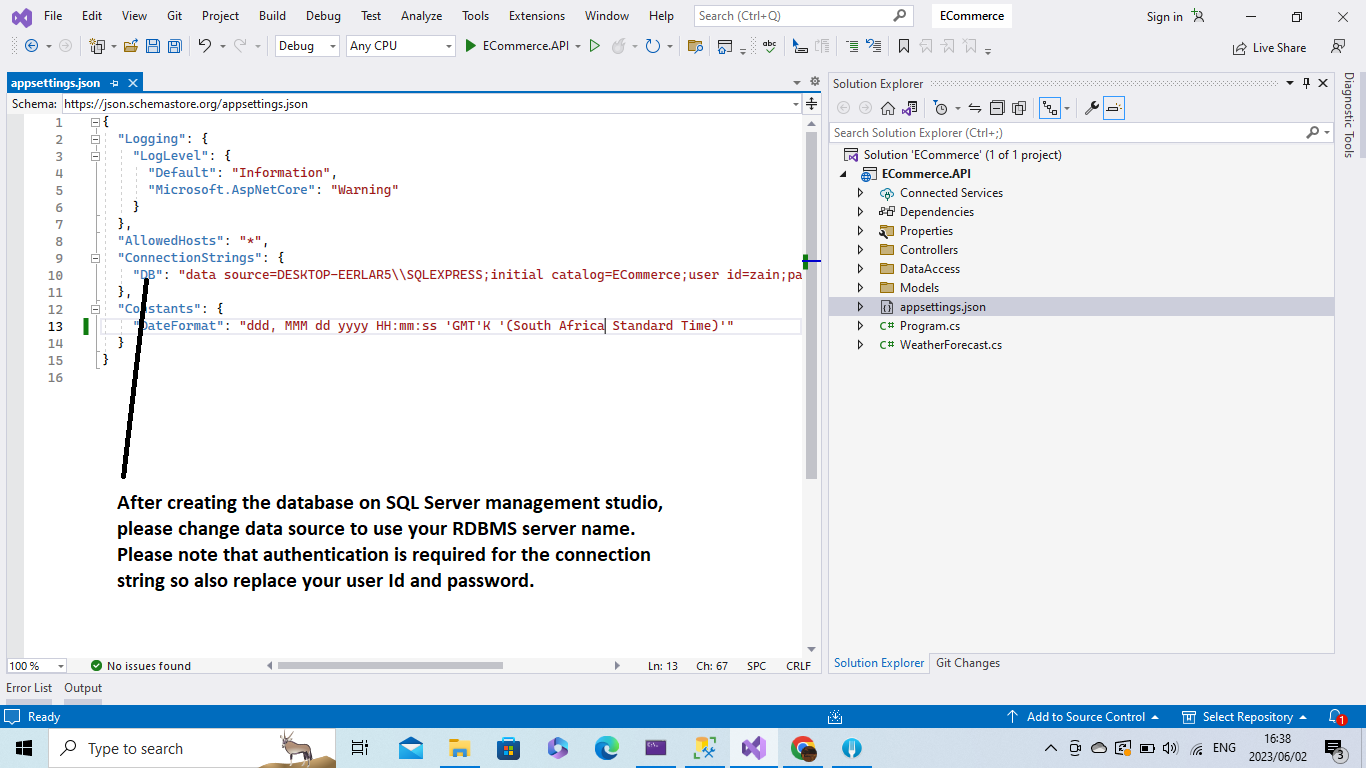 File Edit View Git Project Build Debug Test Analyze Tools Extensions Window Help Search (Ctrl+Q) ECommerce Sign in
Debug Any CPU ECommerce.API Live Share
appsettings.json
Schema: https://json.schemastore.org/appsettings.json
1 {
2 "Logging": {
3 "LogLevel": {
4 "Default": "Information",
5 "Microsoft.AspNetCore": "Warning"
6 }
7 },
8 "AllowedHosts": "*",
9 "ConnectionStrings": {
10 "DB": "data source=DESKTOP-EERLAR5\\SQLEXPRESS;initial catalog=ECommerce;user id=zain;pa
11 },
12 "Constants": {
13 "DateFormat": "ddd, MMM dd yyyy HH:mm:ss 'GMT'K '(South Africa Standard Time)'"
14 }
15 }
16
After creating the database on SQL Server management studio,
please change data source to use your RDBMS server name.
Please note that authentication is required for the connection
string so also replace your user Id and password.
100 % No issues found Ln: 13 Ch: 67 SPC CRLF
Solution Explorer
Search Solution Explorer (Ctrl+;)
Solution 'ECommerce' (1 of 1 project)
ECommerce.API
Connected Services
Dependencies
Properties
Controllers
DataAccess
Models
appsettings.json
C# Program.cs
C# WeatherForecast.cs
Solution Explorer Git Changes
Diagnostic Tools
Error List Output
Ready Add to Source Control Select Repository 1
Type to search ENG 16:38
2023/06/02 3